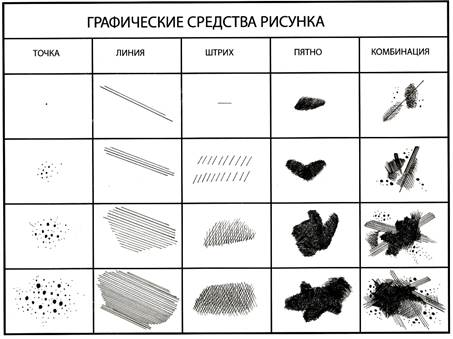 ГРАФИЧЕСКИЕ СРЕДСТВА РИСУНКА
ТОЧКА ЛИНИЯ ШТРИХ ПЯТНО КОМБИНАЦИЯ